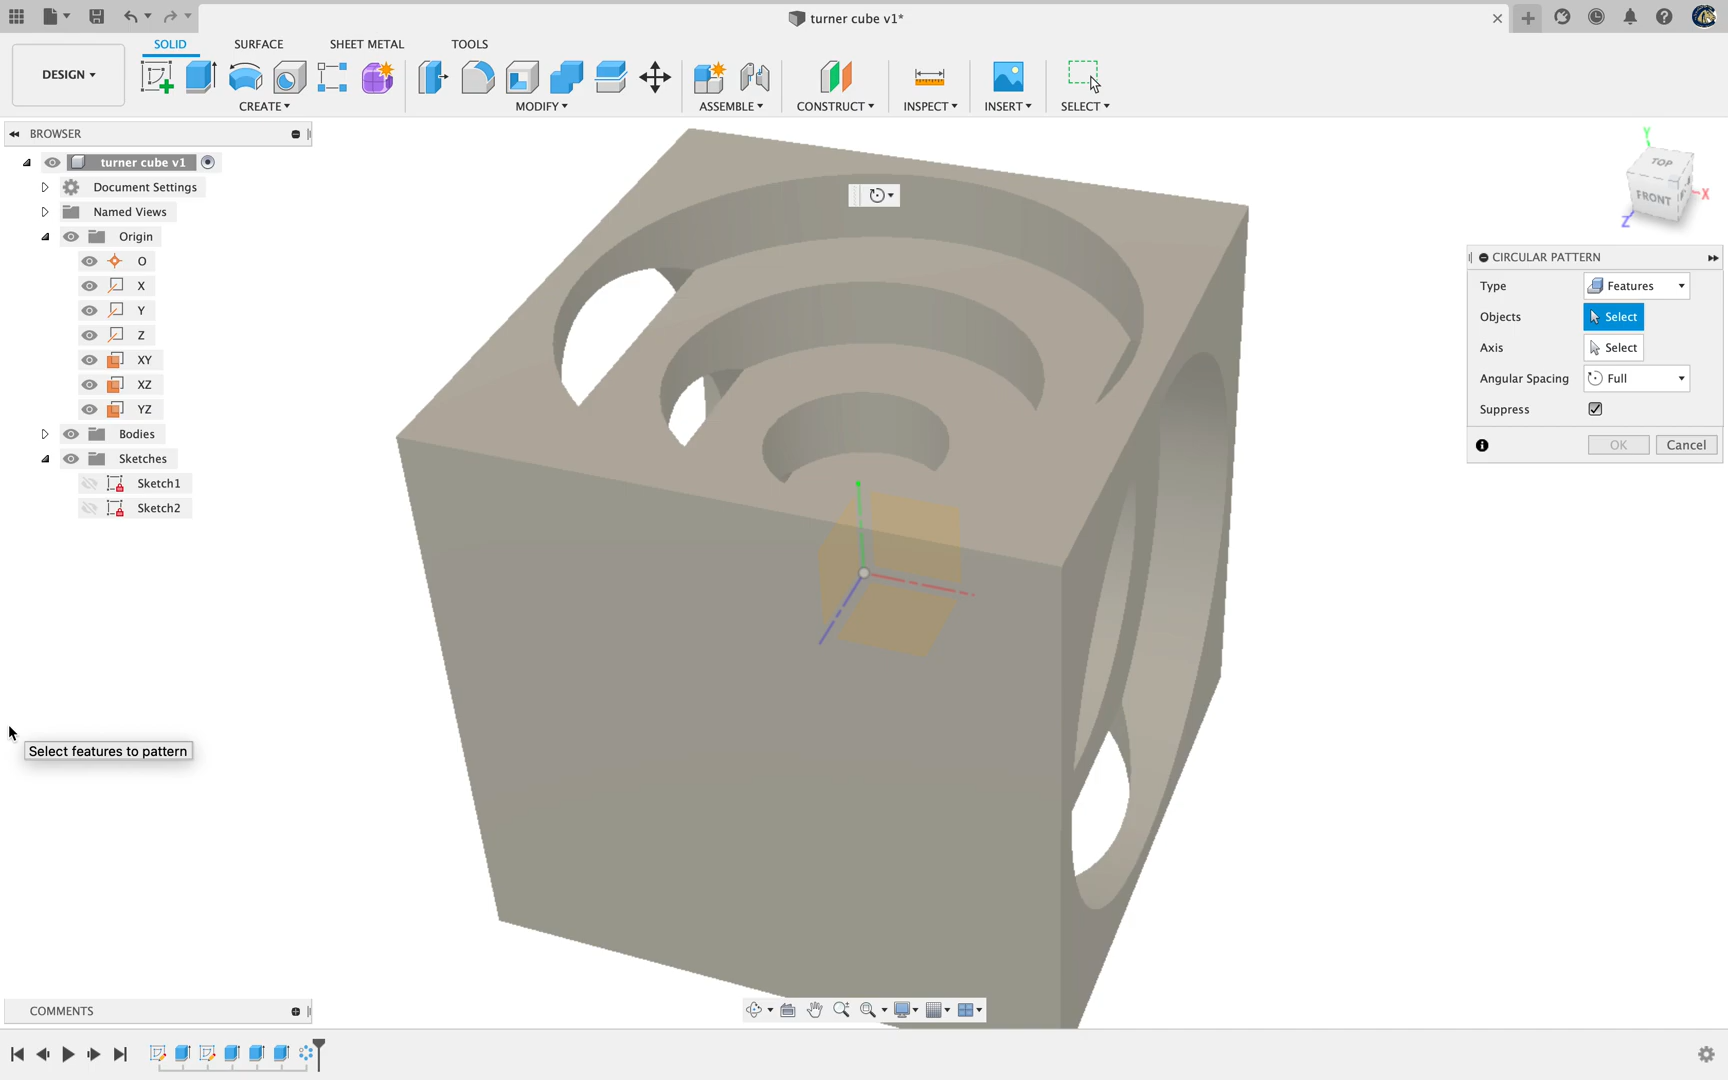 turner cube v1*
SOLID
SURFACE
SHEET METAL
TOOLS
DESIGN
CREATE
MODIFY
ASSEMBLE
CONSTRUCT
INSPECT
INSERT
SELECT
BROWSER
turner cube v1
Document Settings
Named Views
Origin
O
X
Y
Z
XY
XZ
YZ
Bodies
Sketches
Sketch1
Sketch2
Y
TOP
FRONT
X
Z
CIRCULAR PATTERN
Type
Features
Objects
Select
Axis
Select
Angular Spacing
Full
Suppress
OK
Cancel
Select features to pattern
COMMENTS